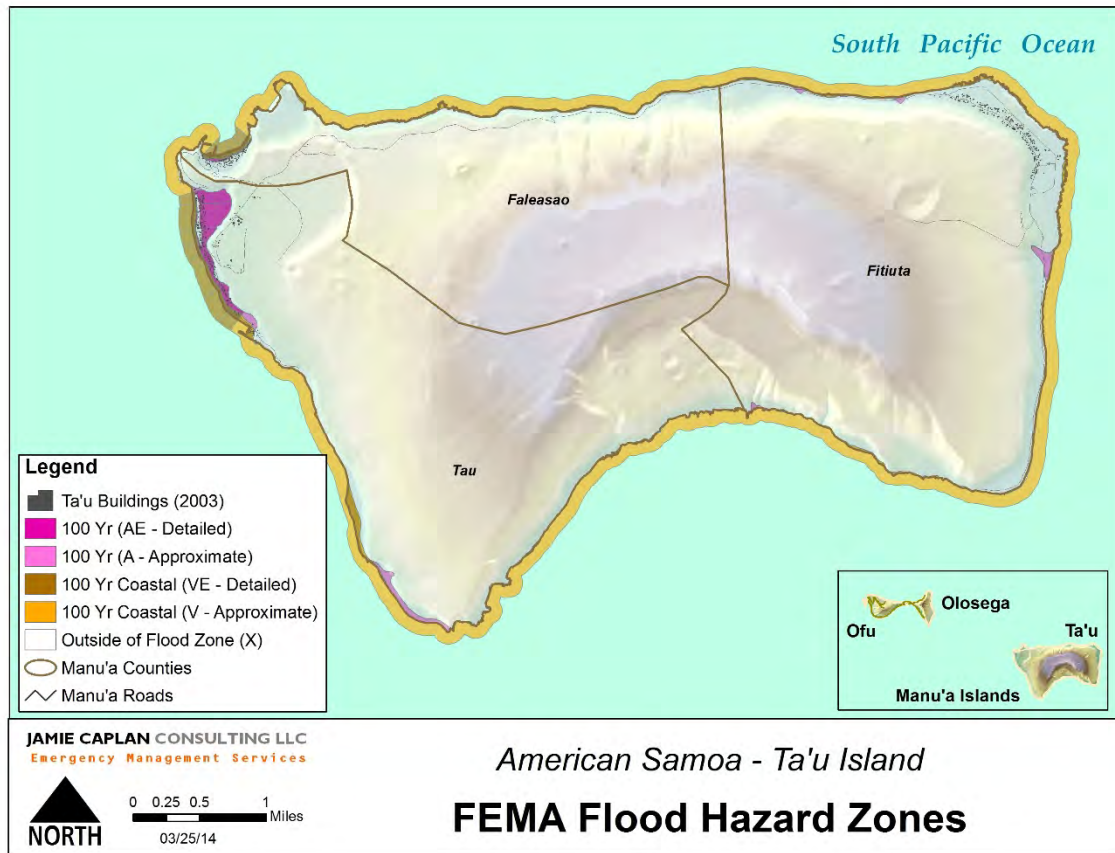 South Pacific Ocean
Faleasao
Fitiuta
Tau
Legend
Ta'u Buildings (2003)
100 Yr (AE - Detailed)
100 Yr (A - Approximate)
100 Yr Coastal (VE - Detailed)
100 Yr Coastal (V - Approximate)
Outside of Flood Zone (X)
Manu'a Counties
Manu'a Roads
Olosega
Ofu
Ta'u
Manu'a Islands
JAMIE CAPLAN CONSULTING LLC
Emergency Management Services
NORTH
0 0.25 0.5 1
Miles
03/25/14
American Samoa - Ta'u Island
FEMA Flood Hazard Zones